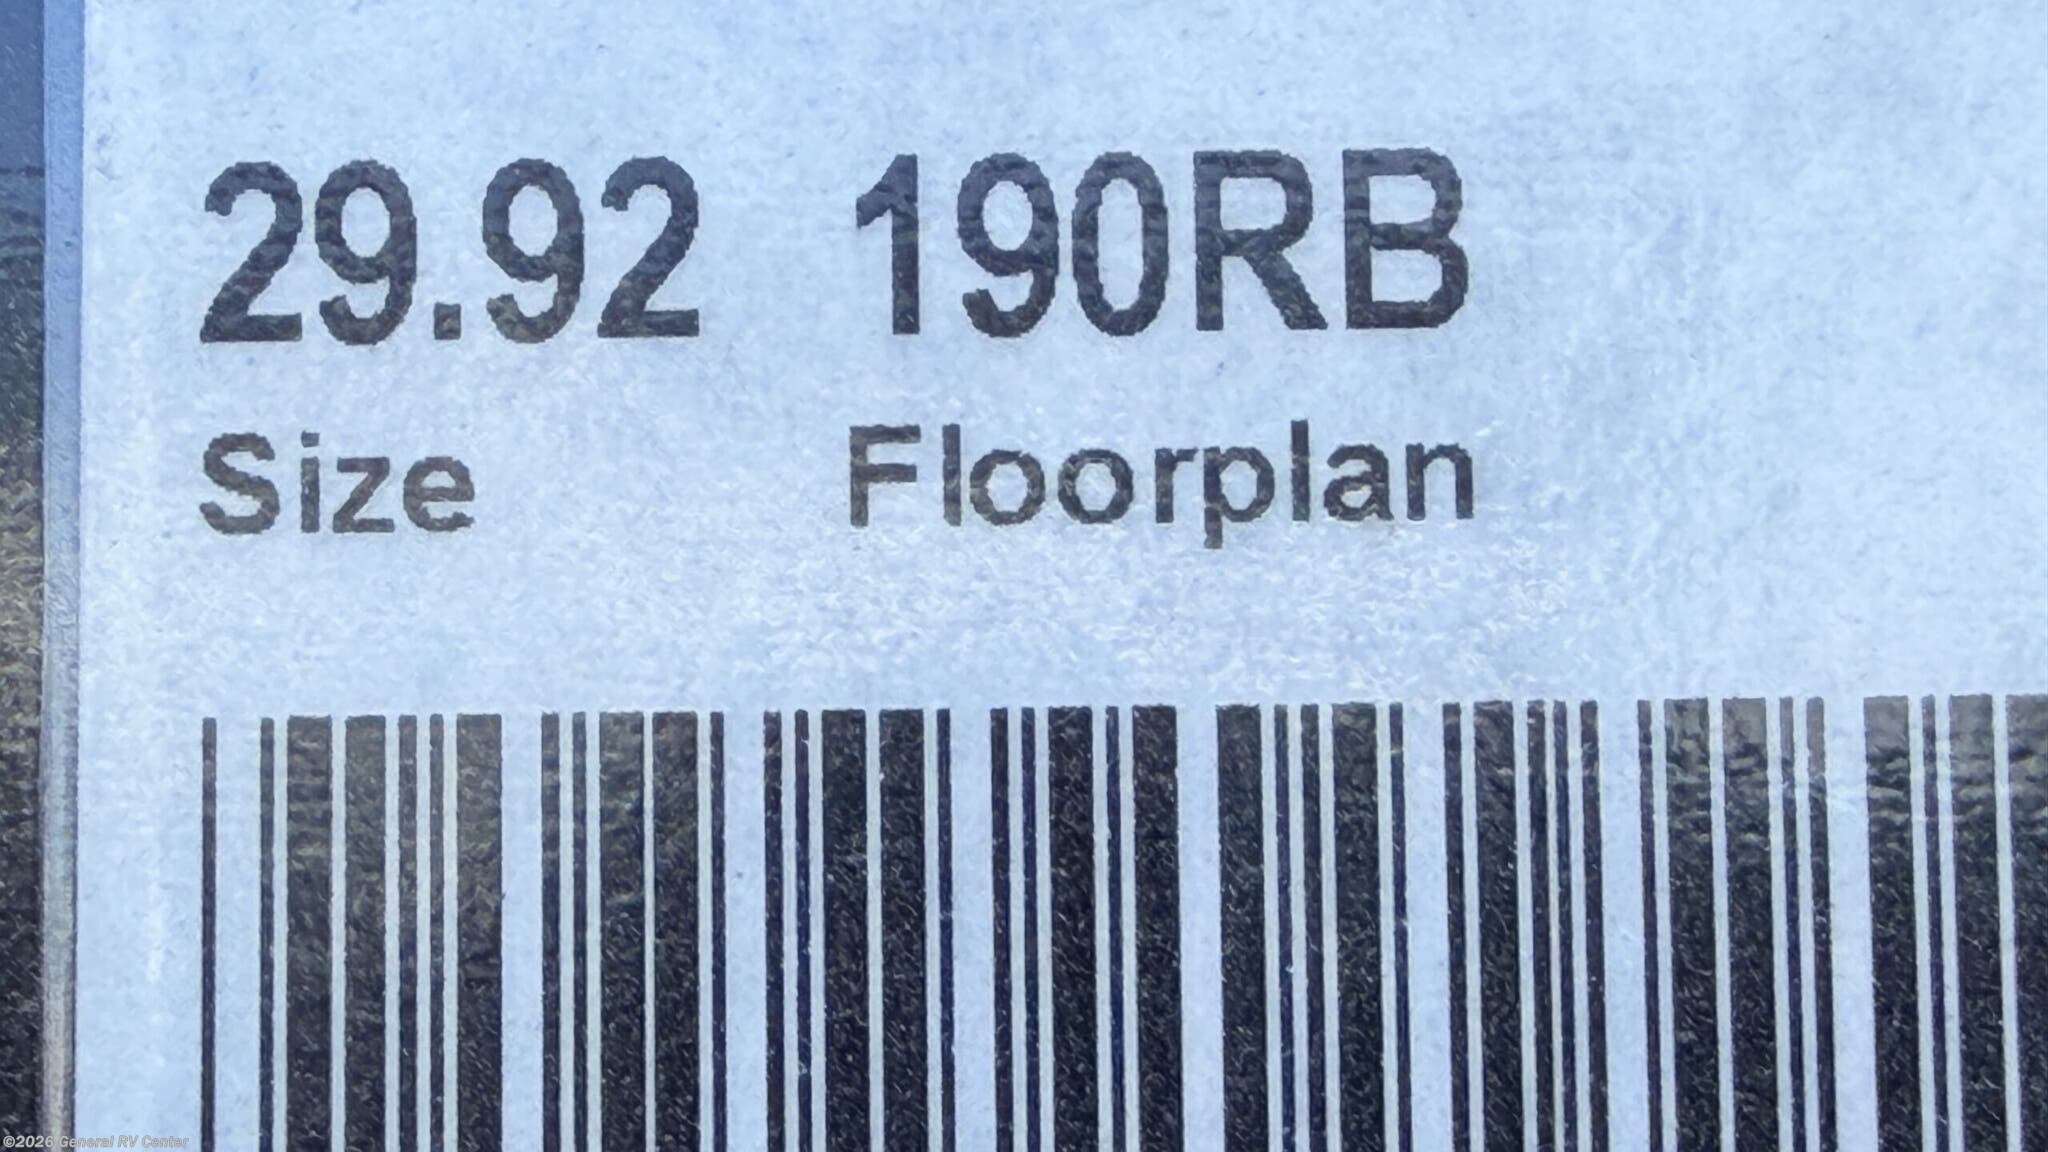 29.92 190RB
Size Floorplan
©2026 General RV Center